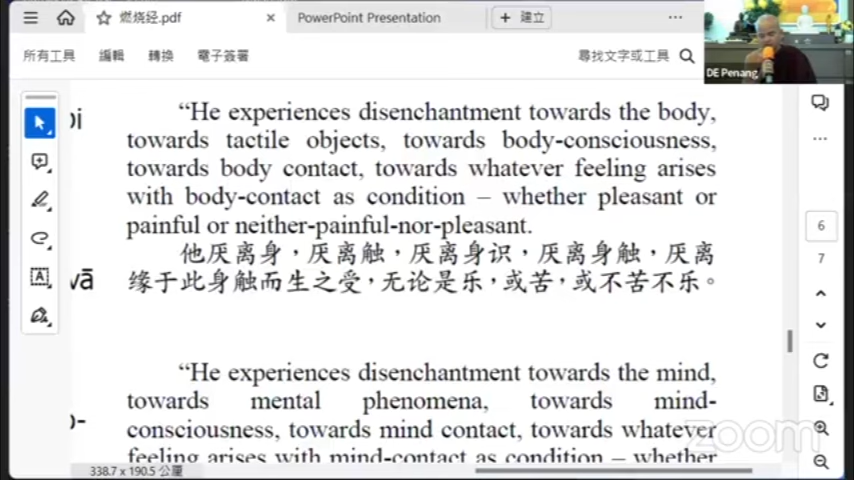 燃烧经.pdf
PowerPoint Presentation
建立
所有工具
編輯
轉換
電子簽署
尋找文字或工具
DE Penang
oi
“He experiences disenchantment towards the body,
towards tactile objects, towards body-consciousness,
towards body contact, towards whatever feeling arises
with body-contact as condition – whether pleasant or
painful or neither-painful-nor-pleasant.
他厌离身，厌离触，厌离身识，厌离身触，厌离
缘于此身触而生之受，无论是乐，或苦，或不苦不乐。
vā
“He experiences disenchantment towards the mind,
towards mental phenomena, towards mind-
consciousness, towards mind contact, towards whatever
feeling arises with mind-contact as condition – whether
o-
6
7
338.7 x 190.5 公厘
zoom